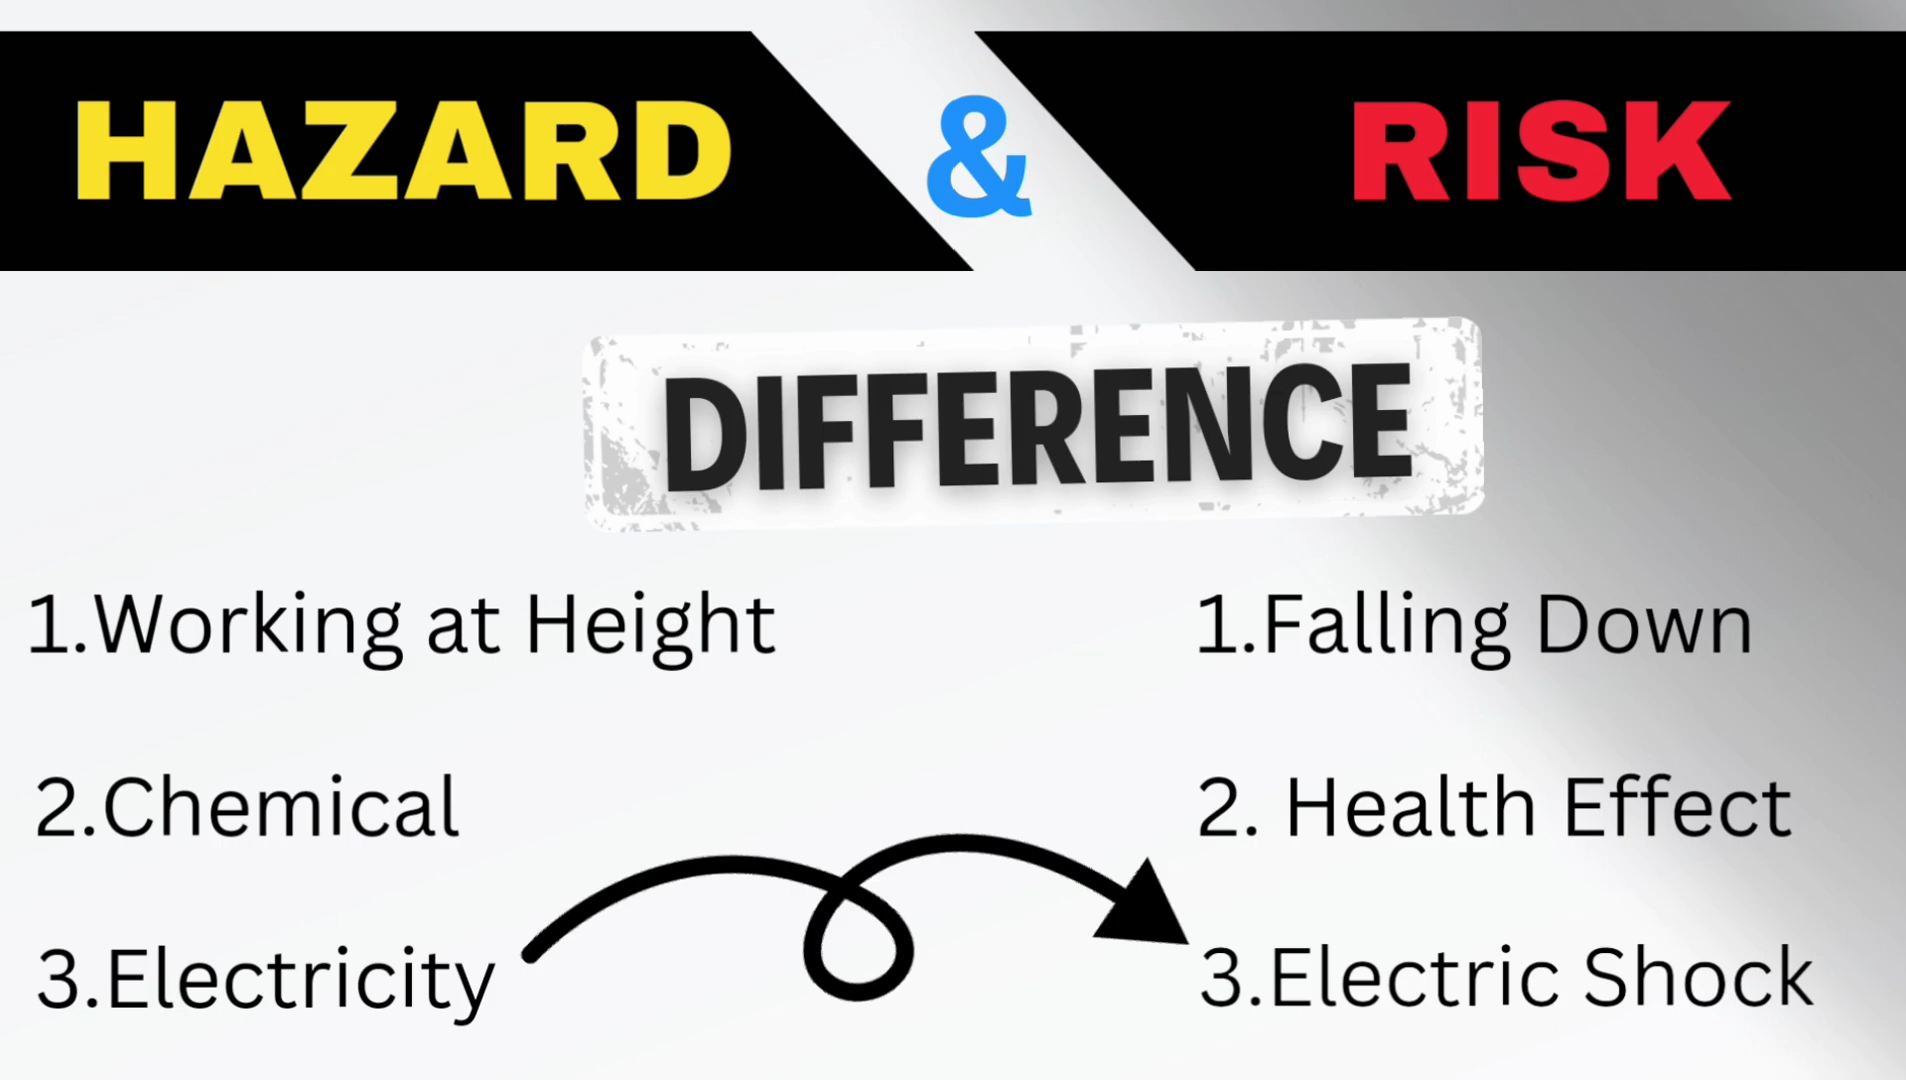 HAZARD & RISK
DIFFERENCE
1.Working at Height
1.Falling Down
2.Chemical
2. Health Effect
3.Electricity
3.Electric Shock